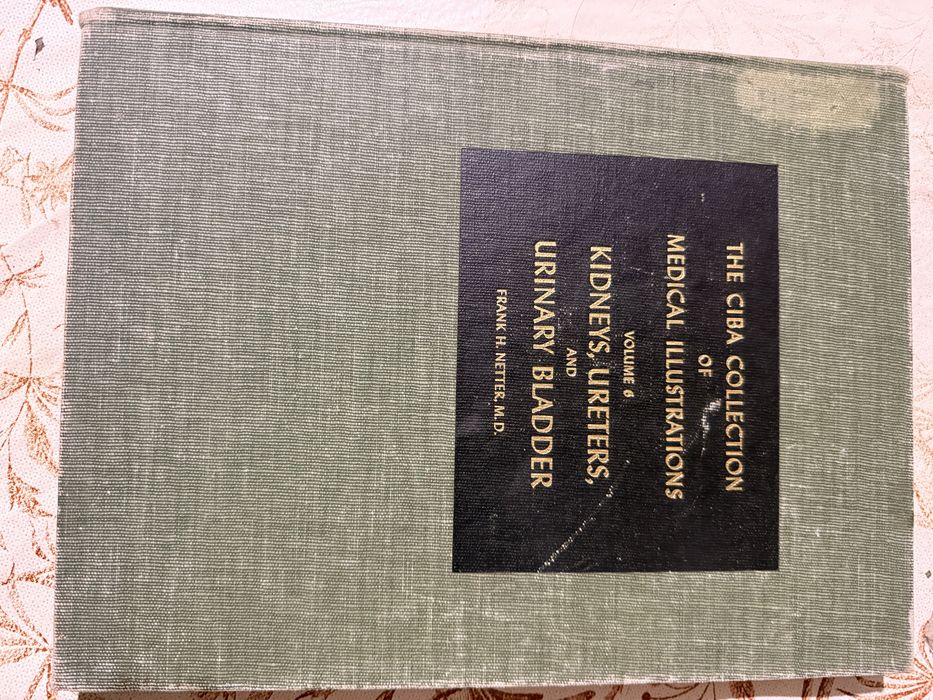 THE CIBA COLLECTION
OF
MEDICAL ILLUSTRATIONS
VOLUME 6
KIDNEYS, URETERS,
AND
URINARY BLADDER
FRANK H. NETTER, M.D.